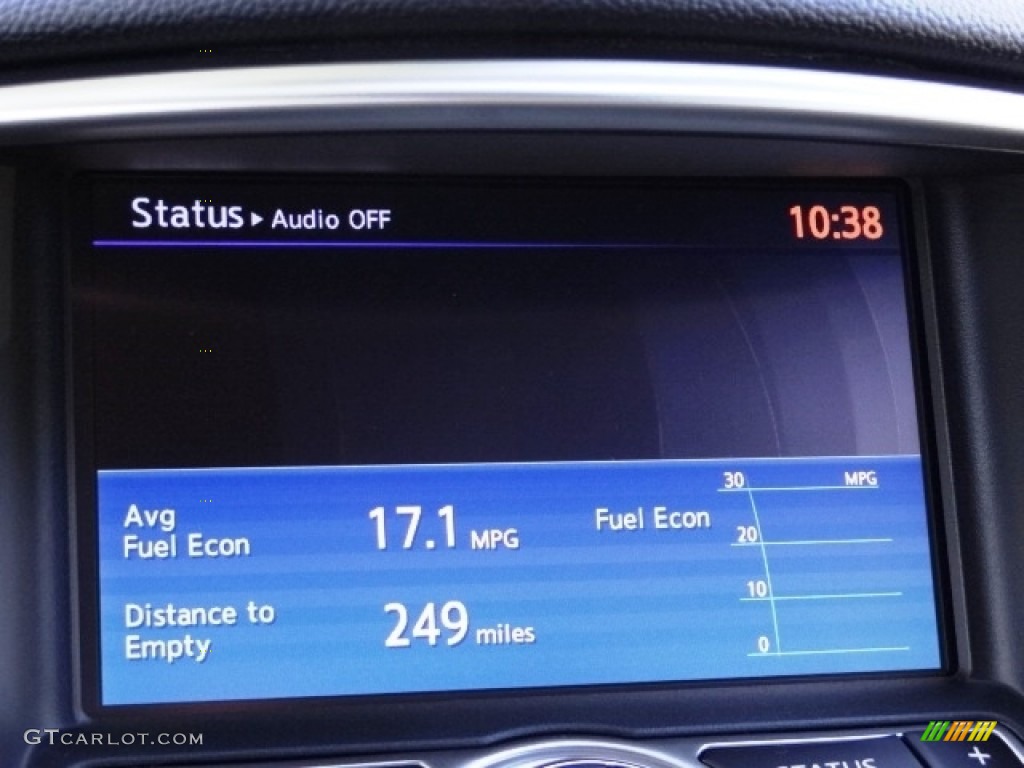 Status ▸ Audio OFF 10:38
Avg
Fuel Econ
17.1 MPG
Distance to
Empty
249 miles
Fuel Econ
30 MPG
20
10
0
STATUS +
GTCARLOT.COM